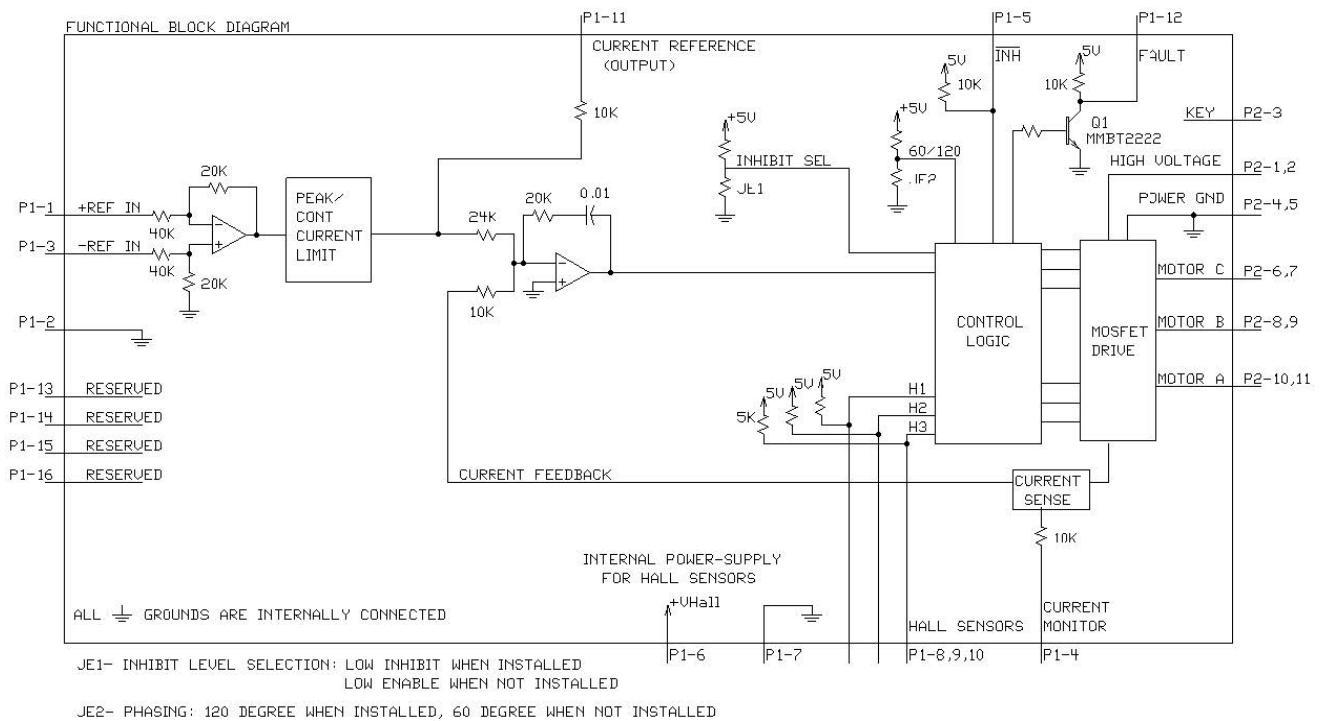 FUNCTIONAL BLOCK DIAGRAM
P1-11
P1-5
P1-12
CURRENT REFERENCE
(OUTPUT)
INH
FAULT
5V
10K
5V
10K
10K
+5V
+5V
Q1
MMBT2222
KEY
P2-3
60/120
INHIBIT SEL
HIGH VOLTAGE
P2-1,2
20K
JE1
JE2
PEAK/
CONT
CURRENT
LIMIT
20K
0.01
POWER GND
P2-4,5
P1-1
+REF IN
40K
24K
P1-3
-REF IN
40K
20K
10K
MOTOR C
P2-6,7
P1-2
CONTROL
LOGIC
MOSFET
DRIVE
MOTOR B
P2-8,9
MOTOR A
P2-10,11
P1-13
RESERVED
P1-14
RESERVED
P1-15
RESERVED
P1-16
RESERVED
5V
5V
5V
5K
H1
H2
H3
CURRENT FEEDBACK
CURRENT
SENSE
10K
INTERNAL POWER-SUPPLY
FOR HALL SENSORS
+VHall
ALL GROUNDS ARE INTERNALLY CONNECTED
HALL SENSORS
CURRENT
MONITOR
P1-6
P1-7
P1-8,9,10
P1-4
JE1- INHIBIT LEVEL SELECTION: LOW INHIBIT WHEN INSTALLED
LOW ENABLE WHEN NOT INSTALLED
JE2- PHASING: 120 DEGREE WHEN INSTALLED, 60 DEGREE WHEN NOT INSTALLED